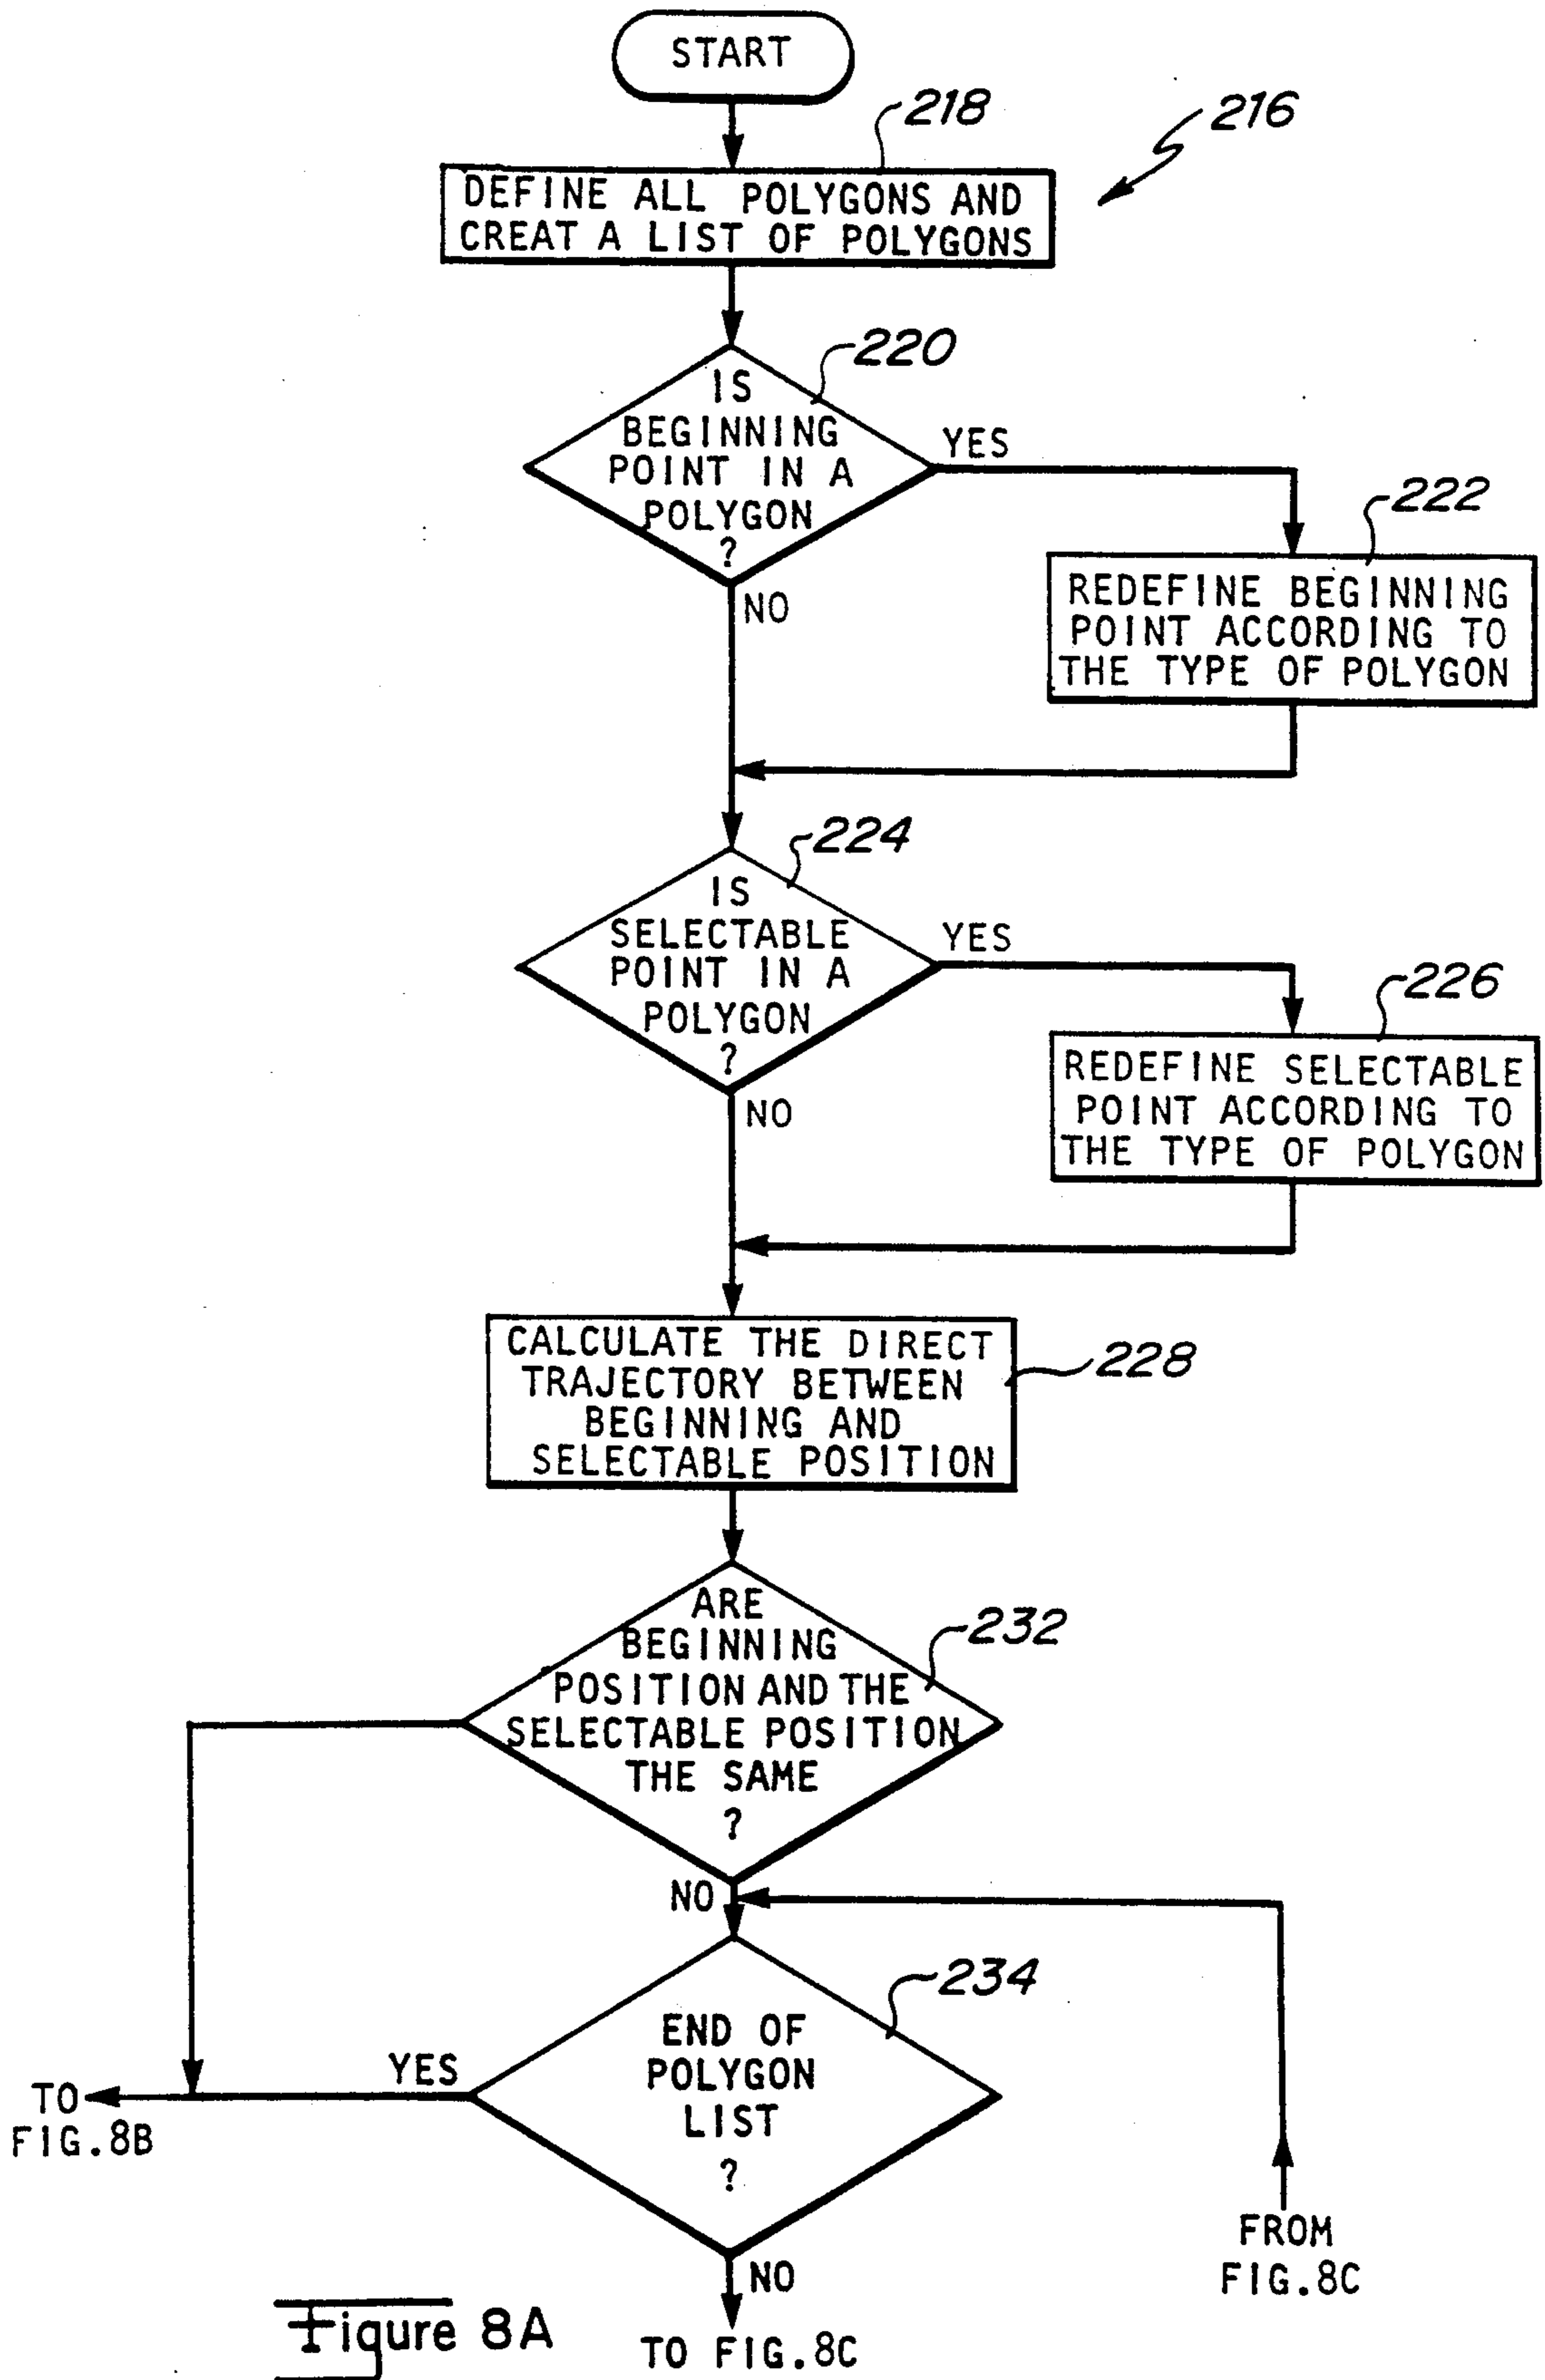 START
218
216
DEFINE ALL POLYGONS AND
CREAT A LIST OF POLYGONS
220
IS
BEGINNING
POINT IN A
POLYGON
?
YES
NO
222
REDEFINE BEGINNING
POINT ACCORDING TO
THE TYPE OF POLYGON
224
IS
SELECTABLE
POINT IN A
POLYGON
?
YES
NO
226
REDEFINE SELECTABLE
POINT ACCORDING TO
THE TYPE OF POLYGON
CALCULATE THE DIRECT
TRAJECTORY BETWEEN
BEGINNING AND
SELECTABLE POSITION
228
ARE
BEGINNING
POSITION AND THE
SELECTABLE POSITION
THE SAME
?
232
NO
234
END OF
POLYGON
LIST
?
YES
TO
FIG.8B
NO
TO FIG.8C
FROM
FIG.8C
Figure 8A